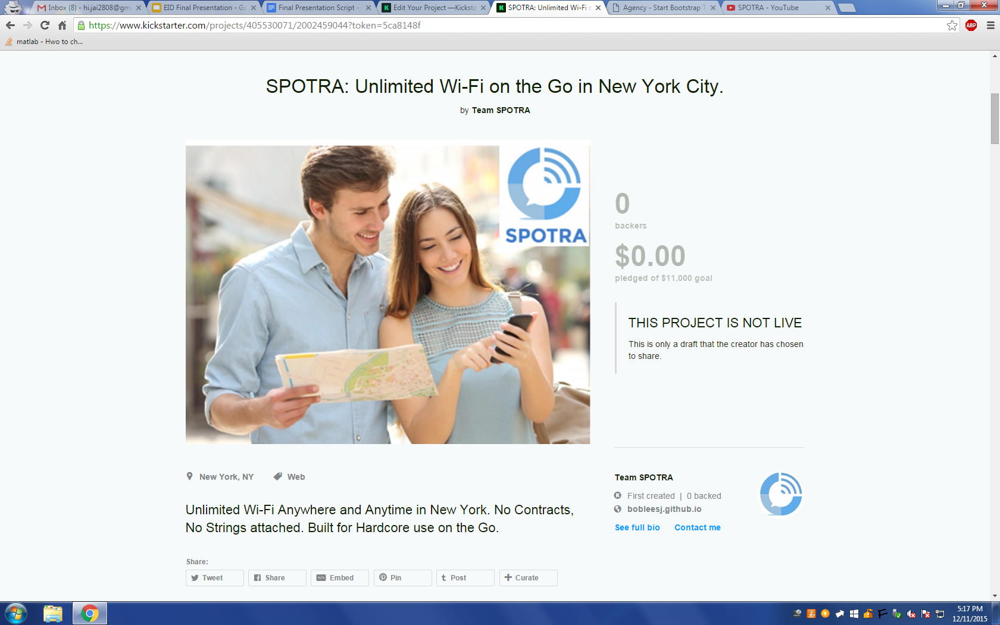 Inbox (8) - hi.jai2808@gm
EID Final Presentation - Go
Final Presentation Script -
Edit Your Project —Kicksta
SPOTRA: Unlimited Wi-Fi o
Agency - Start Bootstrap T
SPOTRA - YouTube
https://www.kickstarter.com/projects/405530071/2002459044?token=5ca8148f
ABP
matlab - Hwo to ch...
SPOTRA: Unlimited Wi-Fi on the Go in New York City.
by Team SPOTRA
SPOTRA
0
backers
$0.00
pledged of $11,000 goal
THIS PROJECT IS NOT LIVE
This is only a draft that the creator has chosen
to share.
New York, NY
Web
Unlimited Wi-Fi Anywhere and Anytime in New York. No Contracts,
No Strings attached. Built for Hardcore use on the Go.
Team SPOTRA
First created | 0 backed
bobleesj.github.io
See full bio
Contact me
Share:
Tweet
Share
Embed
Pin
Post
Curate
5:17 PM
12/11/2015